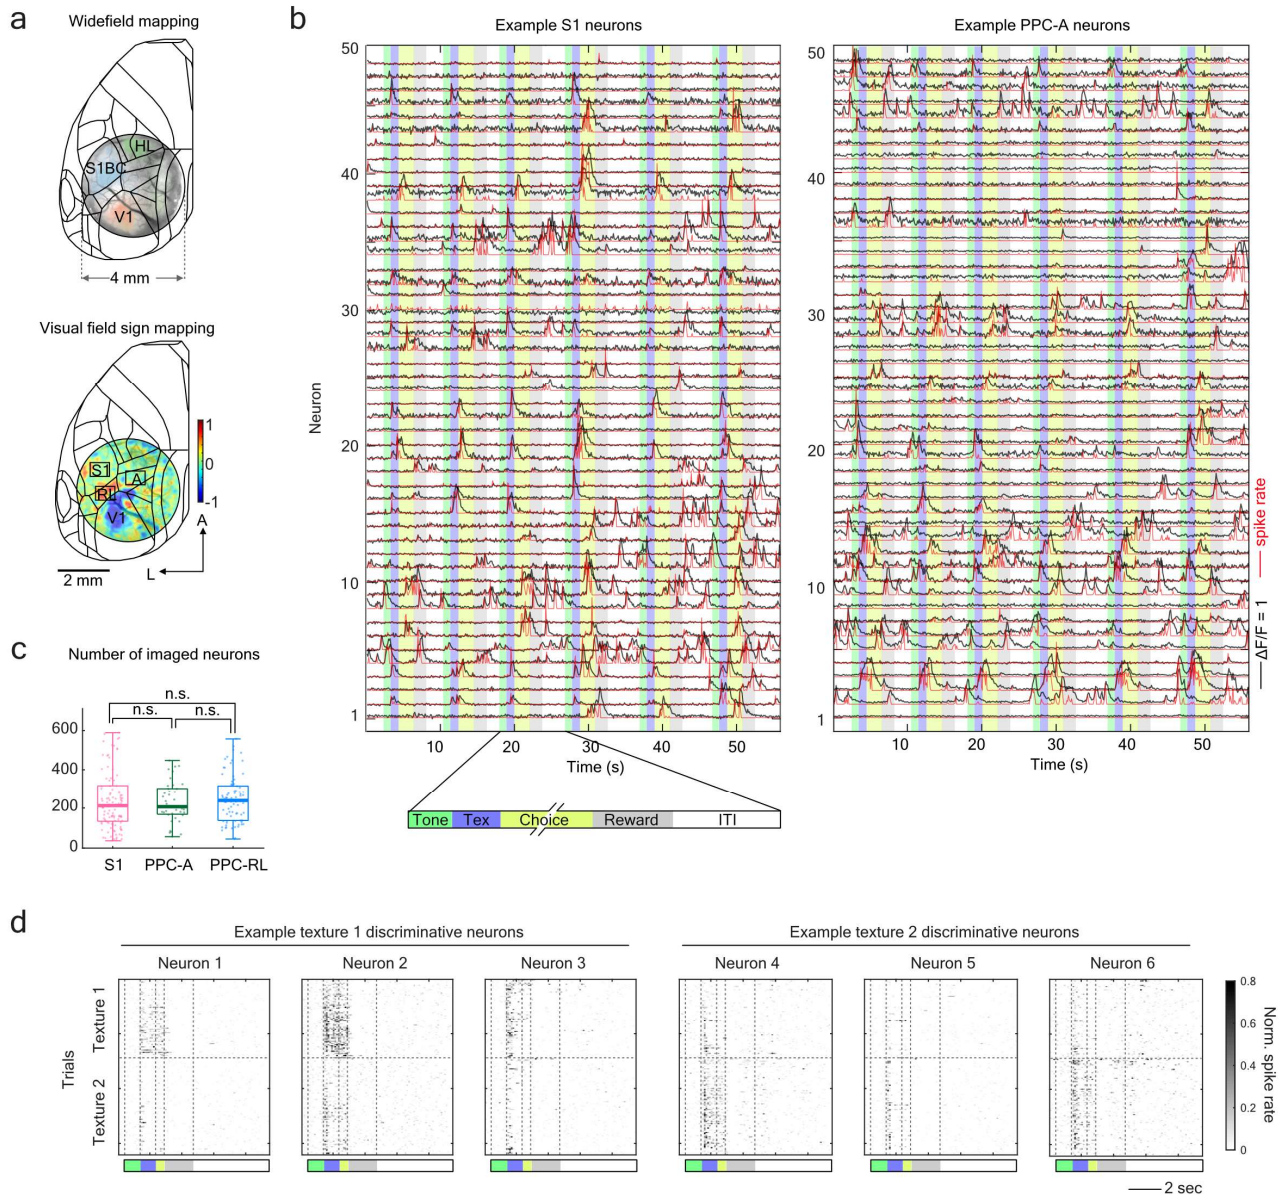 a
Widefield mapping
HL
S1BC
V1
4 mm
Visual field sign mapping
S1
A
RL
V1
1
0
-1
A
L
2 mm
b
Example S1 neurons
Example PPC-A neurons
Neuron
50
40
30
20
10
1
10 20 30 40 50
Time (s)
50
40
30
20
10
1
10 20 30 40 50
Time (s)
ΔF/F = 1
spike rate
Tone Tex Choice Reward ITI
c
Number of imaged neurons
n.s.
n.s. n.s.
600
400
200
0
S1 PPC-A PPC-RL
d
Example texture 1 discriminative neurons
Example texture 2 discriminative neurons
Neuron 1 Neuron 2 Neuron 3 Neuron 4 Neuron 5 Neuron 6
Trials
Texture 1
Texture 2
0.8
0.6
0.4
0.2
0
Norm. spike rate
2 sec